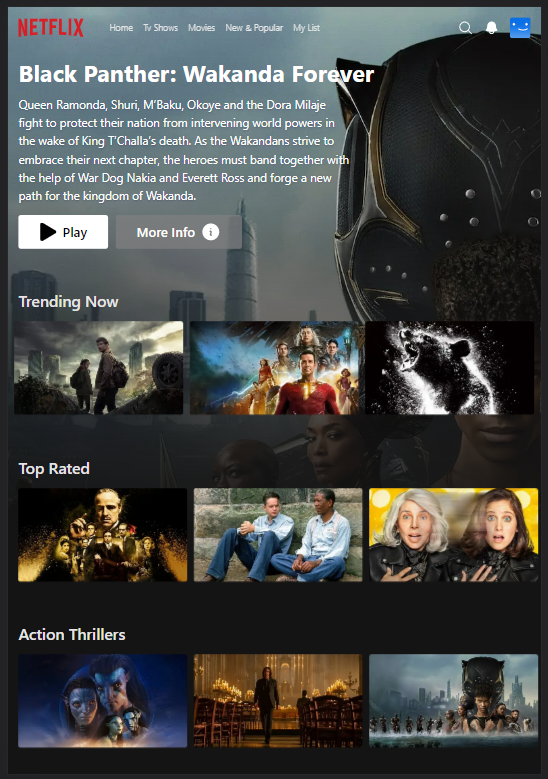 NETFLIX
Home Tv Shows Movies New & Popular My List
Black Panther: Wakanda Forever
Queen Ramonda, Shuri, M'Baku, Okoye and the Dora Milaje
fight to protect their nation from intervening world powers in
the wake of King T'Challa's death. As the Wakandans strive to
embrace their next chapter, the heroes must band together with
the help of War Dog Nakia and Everett Ross and forge a new
path for the kingdom of Wakanda.
Play More Info i
Trending Now
Top Rated
Action Thrillers